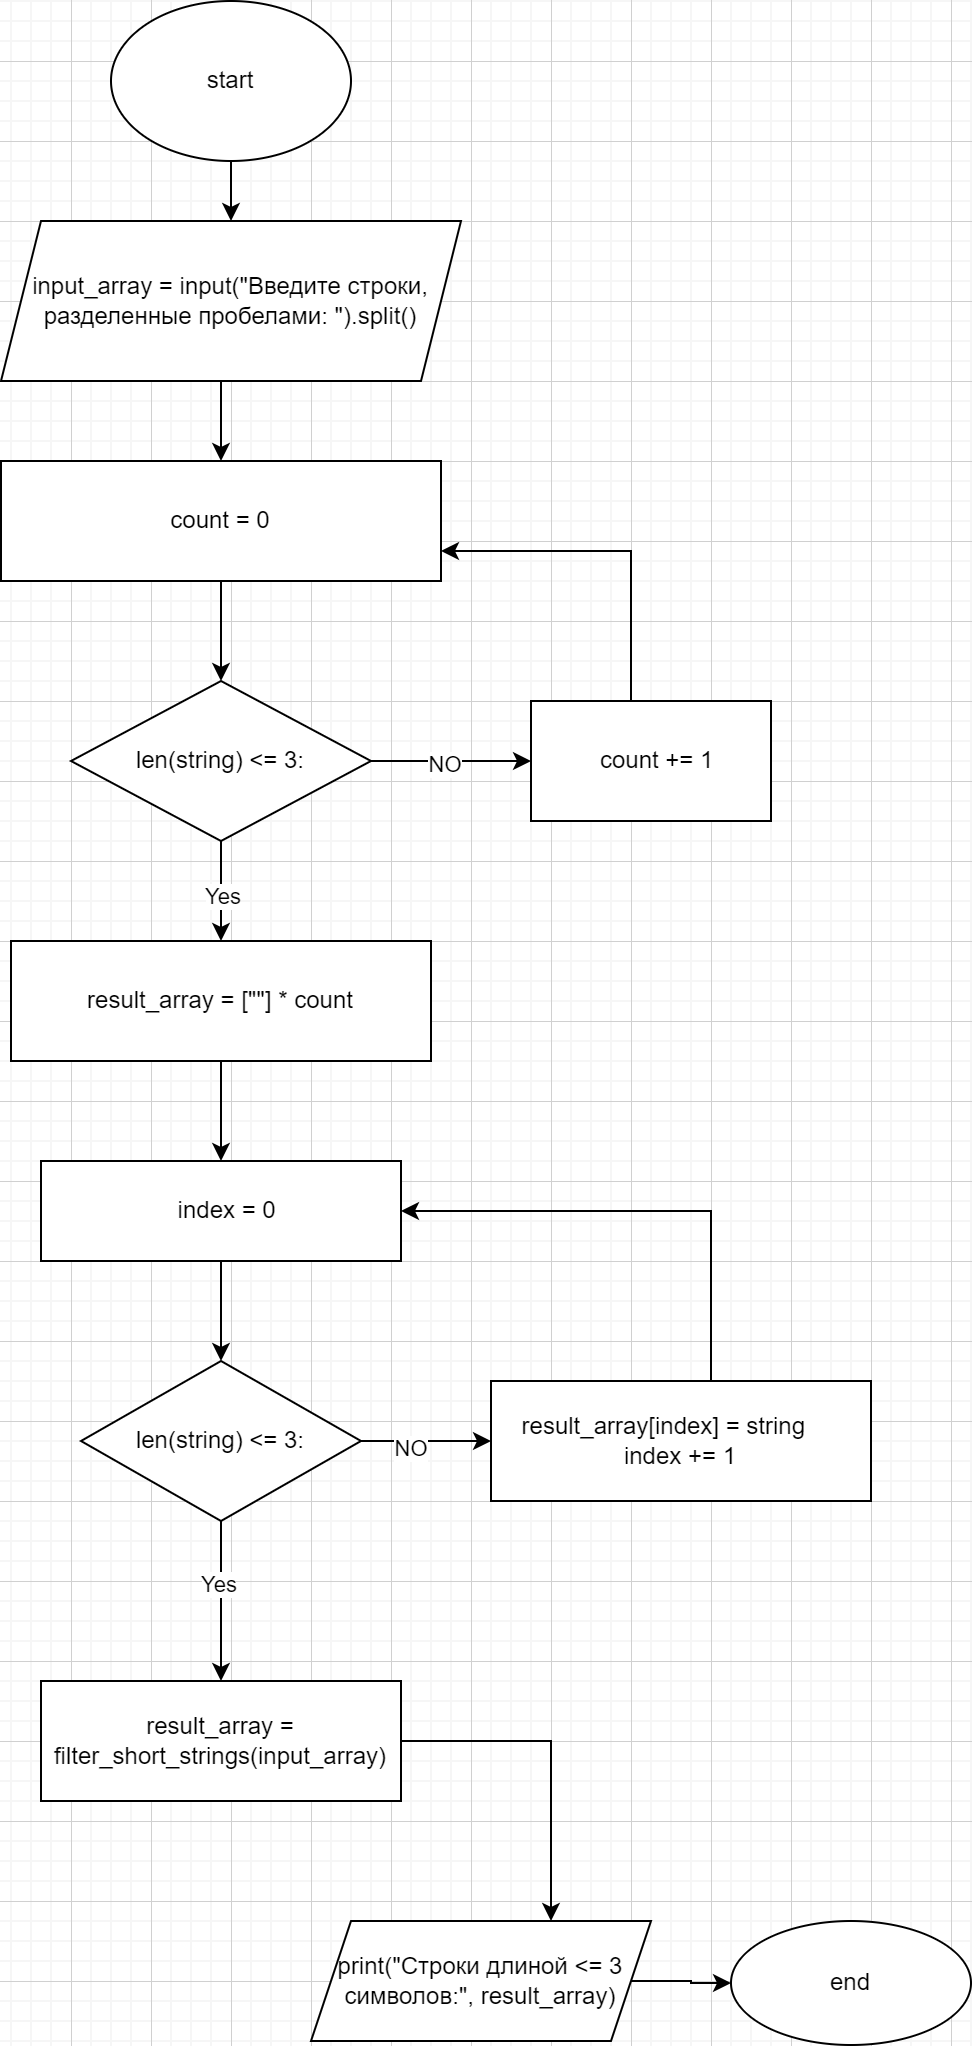 start
input_array = input("Введите строки,
разделенные пробелами: ").split()
count = 0
len(string) <= 3:
NO
count += 1
Yes
result_array = [""] * count
index = 0
len(string) <= 3:
NO
result_array[index] = string
index += 1
Yes
result_array =
filter_short_strings(input_array)
print("Строки длиной <= 3
символов:", result_array)
end